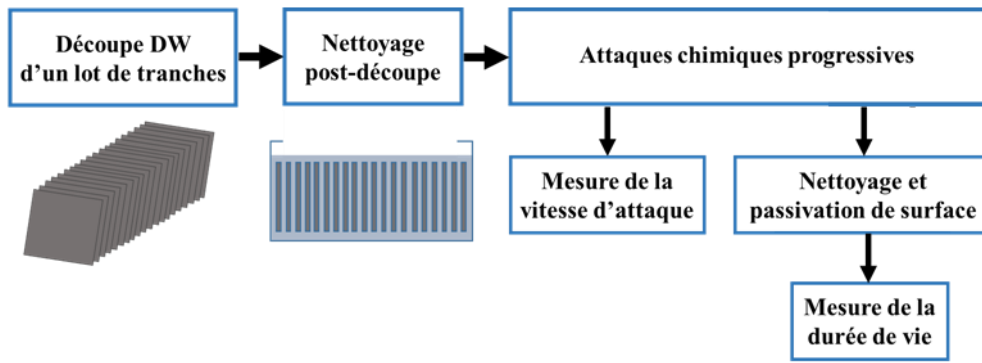 Découpe DW
d’un lot de tranches
Nettoyage
post-découpe
Attaques chimiques progressives
Mesure de la
vitesse d’attaque
Nettoyage et
passivation de surface
Mesure de la
durée de vie